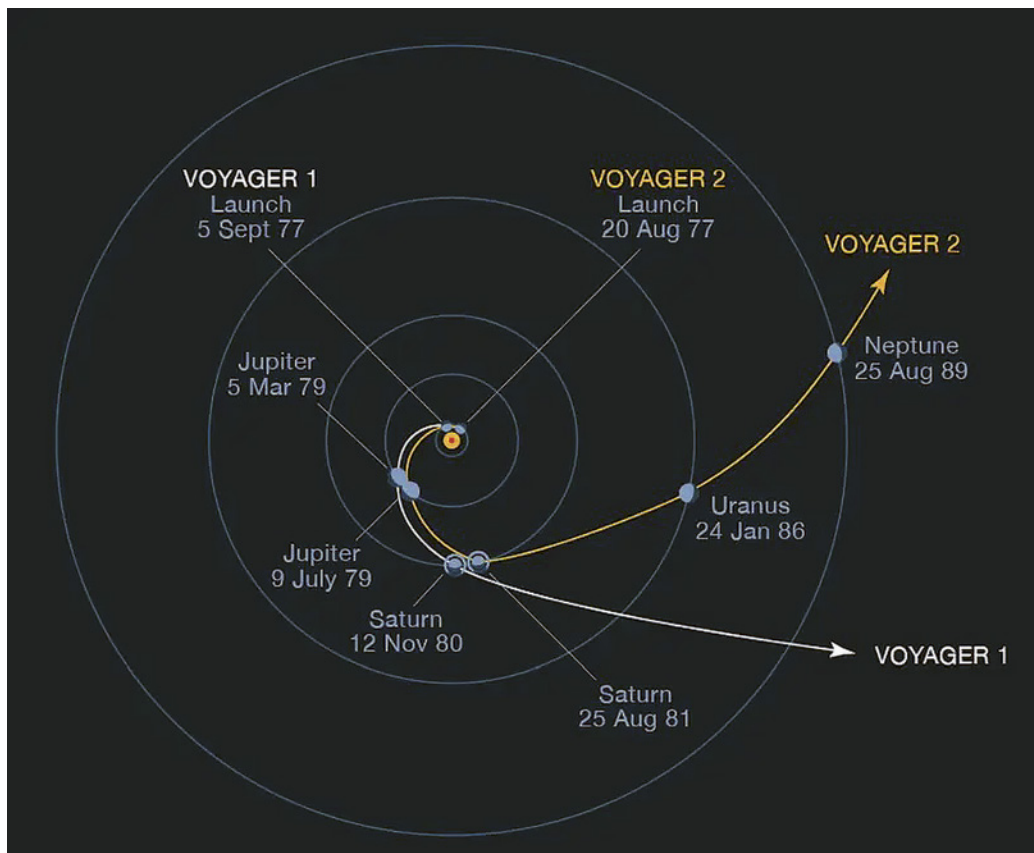 VOYAGER 1
Launch
5 Sept 77
VOYAGER 2
Launch
20 Aug 77
VOYAGER 2
Neptune
25 Aug 89
Jupiter
5 Mar 79
Uranus
24 Jan 86
Jupiter
9 July 79
Saturn
12 Nov 80
VOYAGER 1
Saturn
25 Aug 81